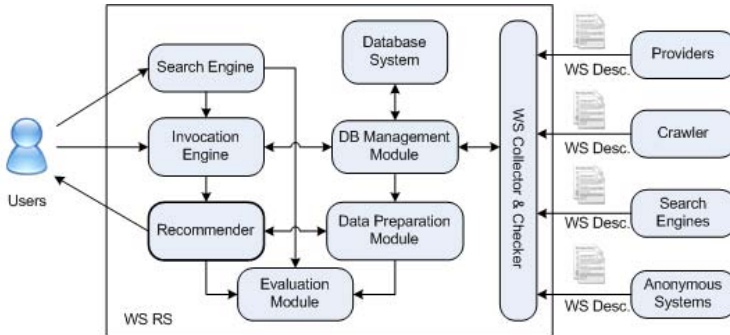 Users
Search Engine
Invocation
Engine
Recommender
Database
System
DB Management
Module
Data Preparation
Module
Evaluation
Module
WS RS
WS Collector & Checker
WS Desc.
Providers
WS Desc.
Crawler
WS Desc.
Search
Engines
WS Desc.
Anonymous
Systems